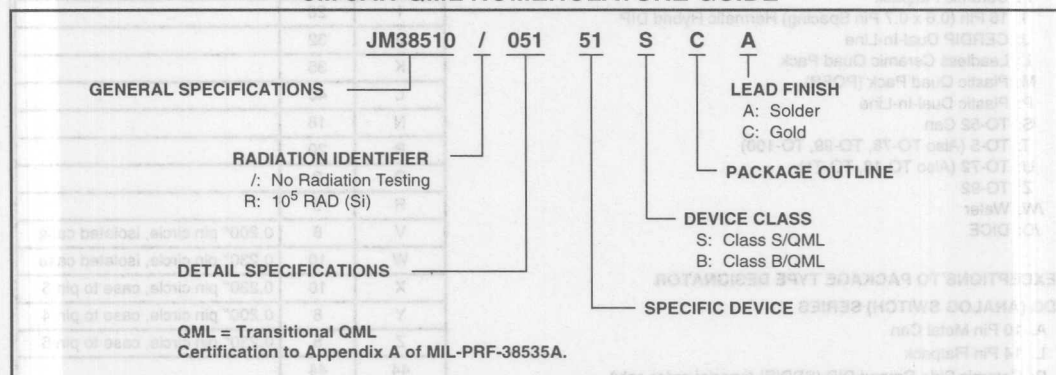 JM38510 / 051 51 S C A
GENERAL SPECIFICATIONS
LEAD FINISH
A: Solder
C: Gold
RADIATION IDENTIFIER
/: No Radiation Testing
R: 10⁵ RAD (Si)
PACKAGE OUTLINE
DEVICE CLASS
S: Class S/QML
B: Class B/QML
DETAIL SPECIFICATIONS
SPECIFIC DEVICE
QML = Transitional QML
Certification to Appendix A of MIL-PRF-38535A.